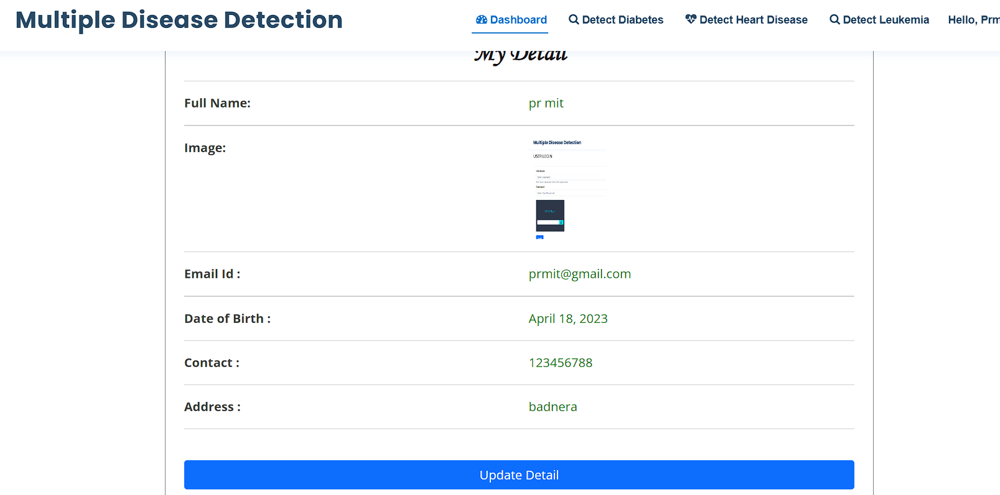 Multiple Disease Detection
Dashboard Detect Diabetes Detect Heart Disease Detect Leukemia Hello, Prm
My Detail
Full Name: pr mit
Image:
Multiple Disease Detection
USER LOGIN
Password
Email Id : prmit@gmail.com
Date of Birth : April 18, 2023
Contact : 123456788
Address : badnera
Update Detail